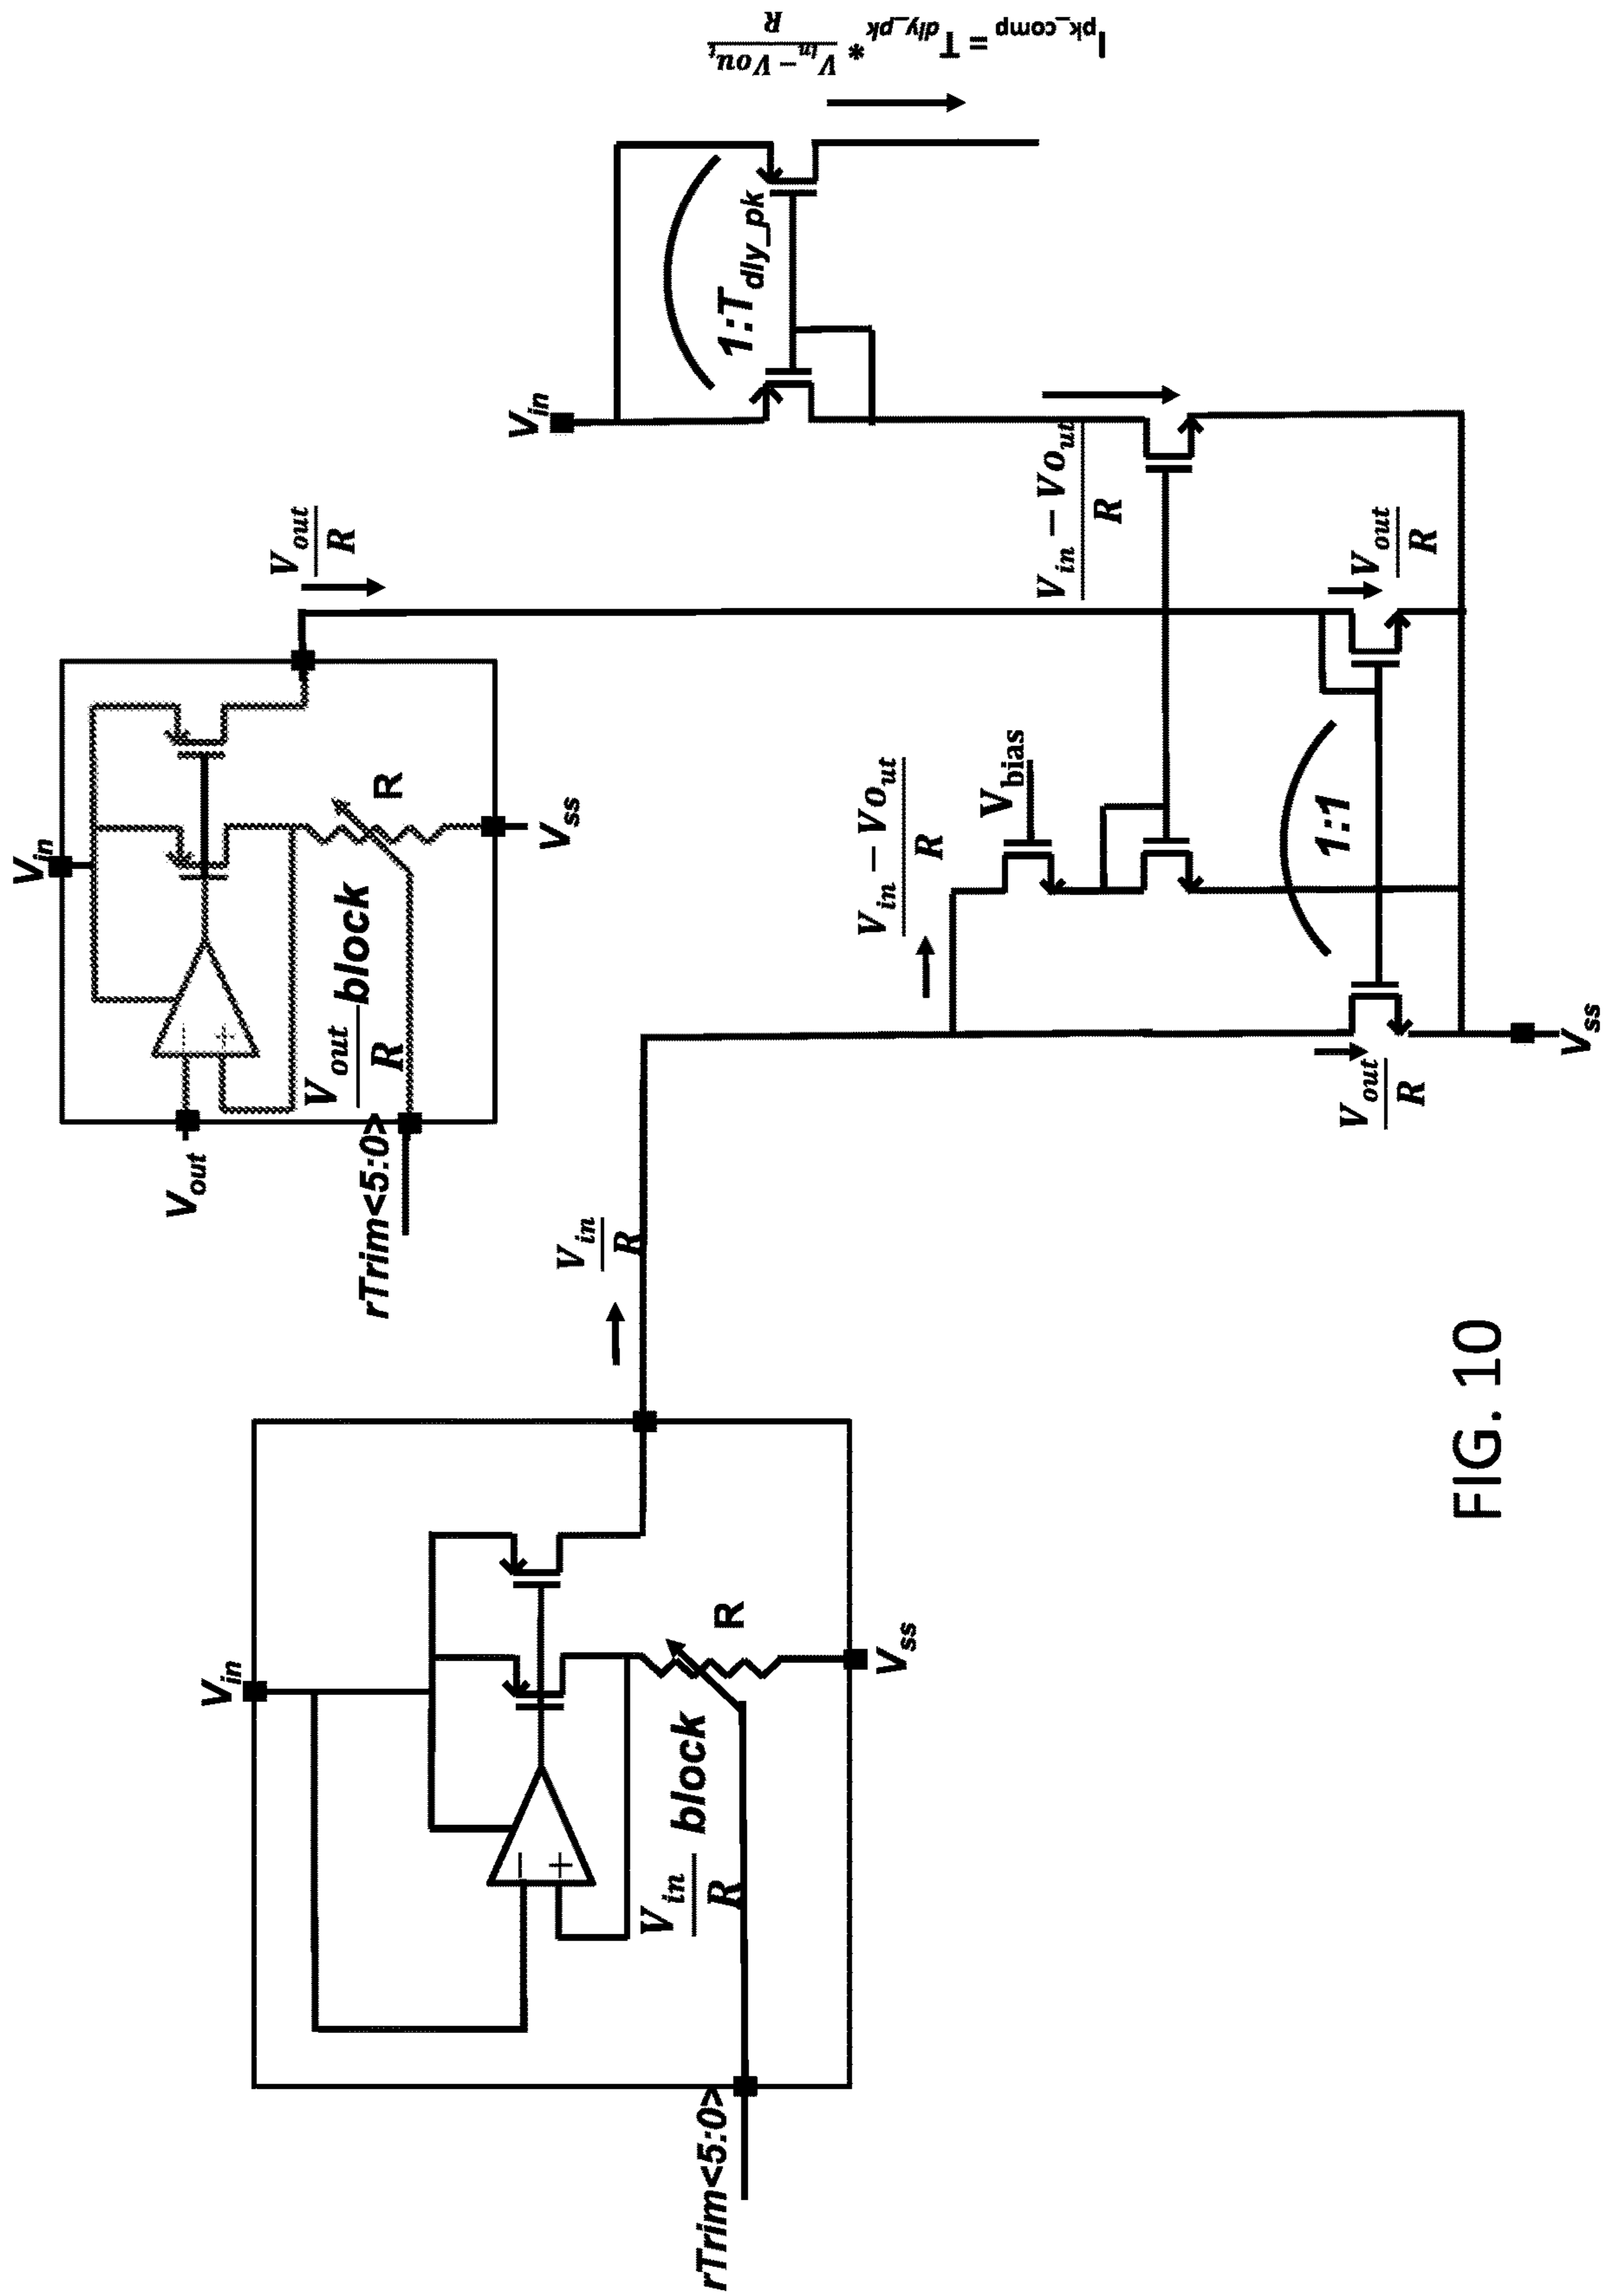 I_pk_comp = T_dly_pk * (V_in − Vou_t)/R
V_in
1:T_dly_pk
V_out/R
V_in
V_in − Vo_ut/R
V_out/R
R
V_ss
V_bias
V_in − Vo_ut/R
− +
V_out/R block
1:1
V_out
rTrim<5:0>
V_ss
V_out/R
V_in/R
V_in
R
V_ss
− +
V_in/R block
rTrim<5:0>
FIG. 10